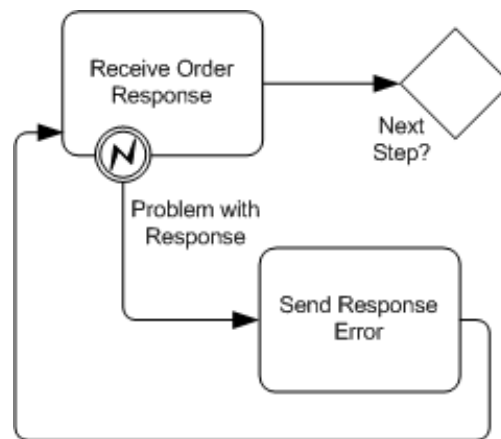 Receive Order
Response
Next
Step?
Problem with
Response
Send Response
Error